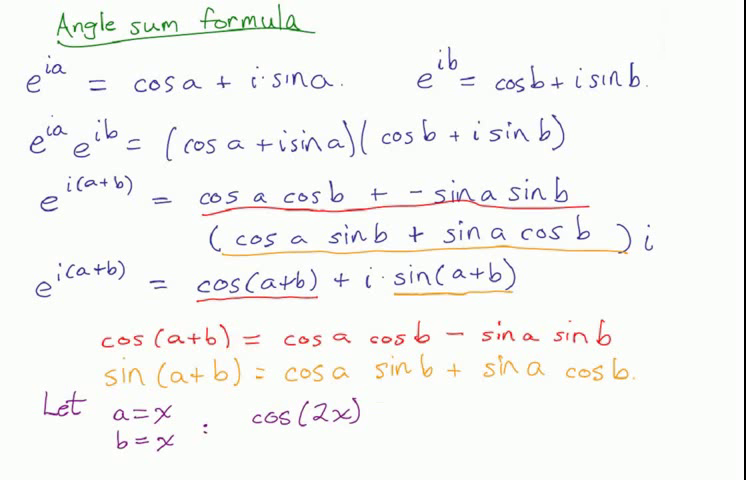 Angle sum formula
e^{ia} = cos a + i · sin a. e^{ib} = cos b + i sin b.
e^{ia} e^{ib} = (cos a + i sin a)(cos b + i sin b)
e^{i(a+b)} = cos a cos b + - sin a sin b
(cos a sin b + sin a cos b) i
e^{i(a+b)} = cos(a+b) + i · sin(a+b)
cos (a+b) = cos a cos b - sin a sin b
sin (a+b) = cos a sin b + sin a cos b.
Let a = x : cos(2x)
b = x